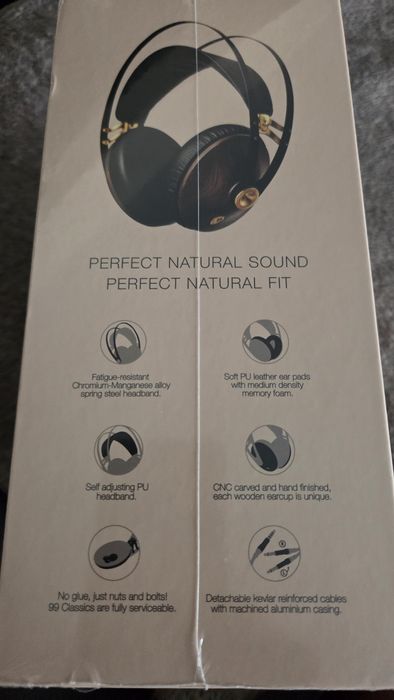 PERFECT NATURAL SOUND
PERFECT NATURAL FIT
Fatigue-resistant
Chromium-Manganese alloy
spring steel headband.
Soft PU leather ear pads
with medium density
memory foam.
Self adjusting PU
headband.
CNC carved and hand finished,
each wooden earcup is unique.
No glue, just nuts and bolts!
99 Classics are fully serviceable.
Detachable kevlar reinforced cables
with machined aluminium casing.